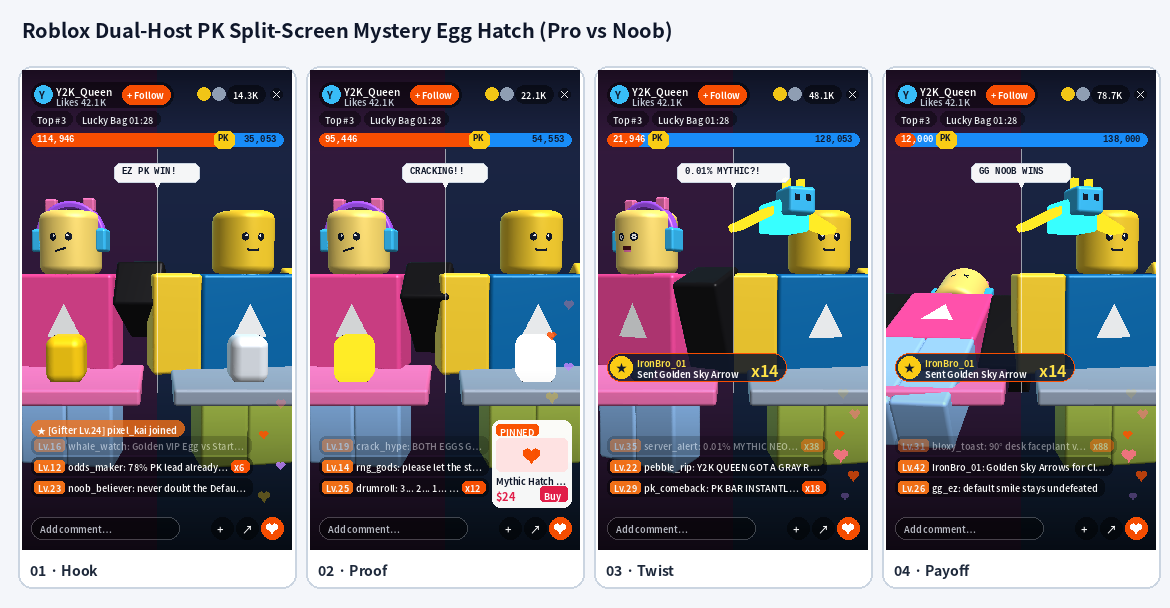 Roblox Dual-Host PK Split-Screen Mystery Egg Hatch (Pro vs Noob)
Y Y2K_Queen
Likes 42.1K
+ Follow
14.3K
Top #3 Lucky Bag 01:28
114,946 PK 35,053
EZ PK WIN!
★ [Gifter Lv.24] pixel_kai joined
Lv.16 whale_watch: Golden VIP Egg vs Start…
Lv.12 odds_maker: 78% PK lead already… x6
Lv.23 noob_believer: never doubt the Defau…
Add comment…
01 · Hook
Y Y2K_Queen
Likes 42.1K
+ Follow
22.1K
Top #3 Lucky Bag 01:28
95,446 PK 54,553
CRACKING!!
Lv.19 crack_hype: BOTH EGGS G…
Lv.14 rng_gods: please let the st…
Lv.25 drumroll: 3… 2… 1…… x12
PINNED
Mythic Hatch …
$24 Buy
Add comment…
02 · Proof
Y Y2K_Queen
Likes 42.1K
+ Follow
48.1K
Top #3 Lucky Bag 01:28
21,946 PK 128,053
0.01% MYTHIC?!
IronBro_01
Sent Golden Sky Arrow x14
Lv.35 server_alert: 0.01% MYTHIC NEO… x38
Lv.22 pebble_rip: Y2K QUEEN GOT A GRAY R…
Lv.29 pk_comeback: PK BAR INSTANTL… x18
Add comment…
03 · Twist
Y Y2K_Queen
Likes 42.1K
+ Follow
78.7K
Top #3 Lucky Bag 01:28
12,000 PK 138,000
GG NOOB WINS
IronBro_01
Sent Golden Sky Arrow x14
Lv.31 bloxy_toast: 90° desk faceplant v… x88
Lv.42 IronBro_01: Golden Sky Arrows for Cl…
Lv.26 gg_ez: default smile stays undefeated
Add comment…
04 · Payoff